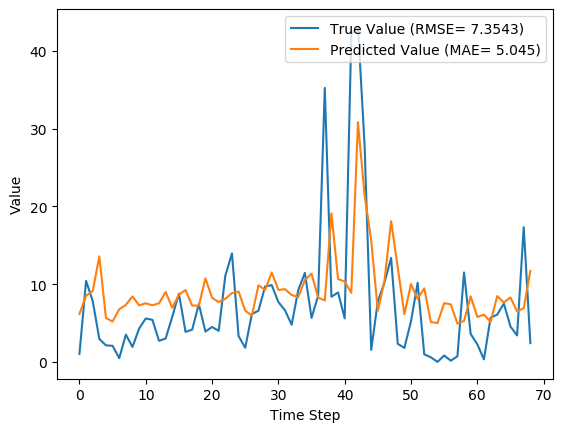 True Value (RMSE= 7.3543)
Predicted Value (MAE= 5.045)
Value
40
30
20
10
0
0 10 20 30 40 50 60 70
Time Step